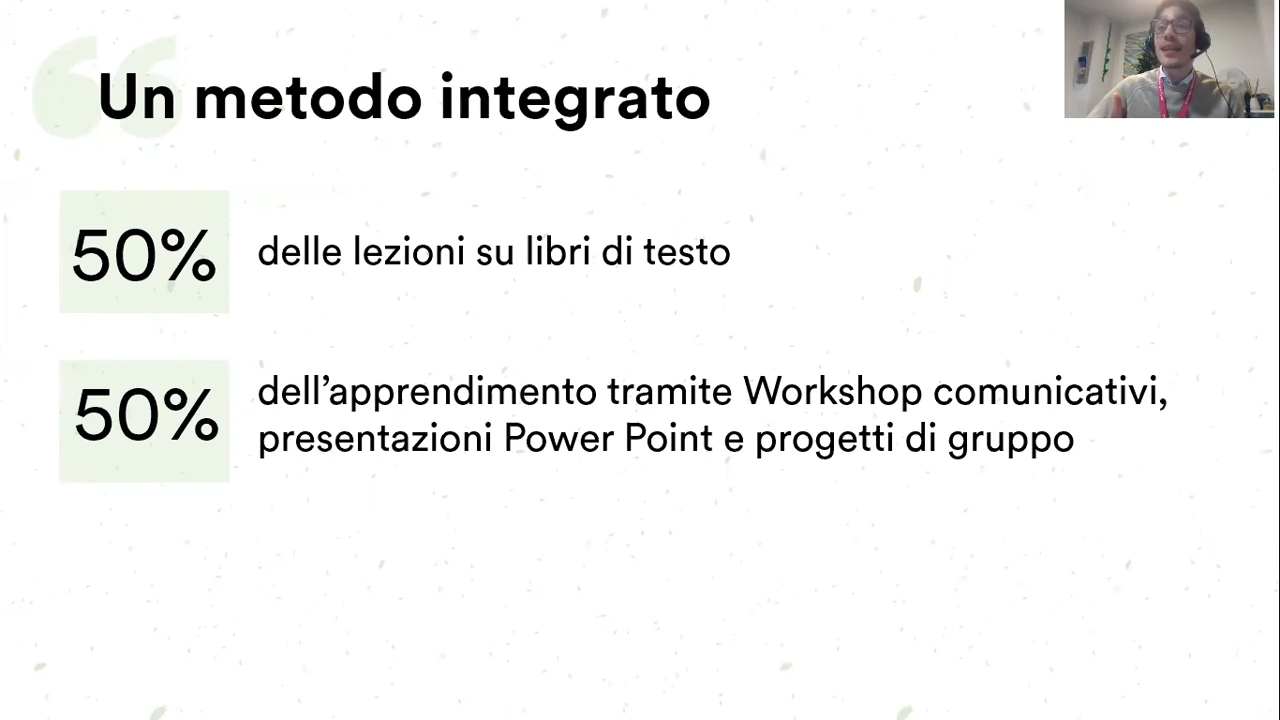 Un metodo integrato
50%
delle lezioni su libri di testo
50%
dell’apprendimento tramite Workshop comunicativi,
presentazioni Power Point e progetti di gruppo